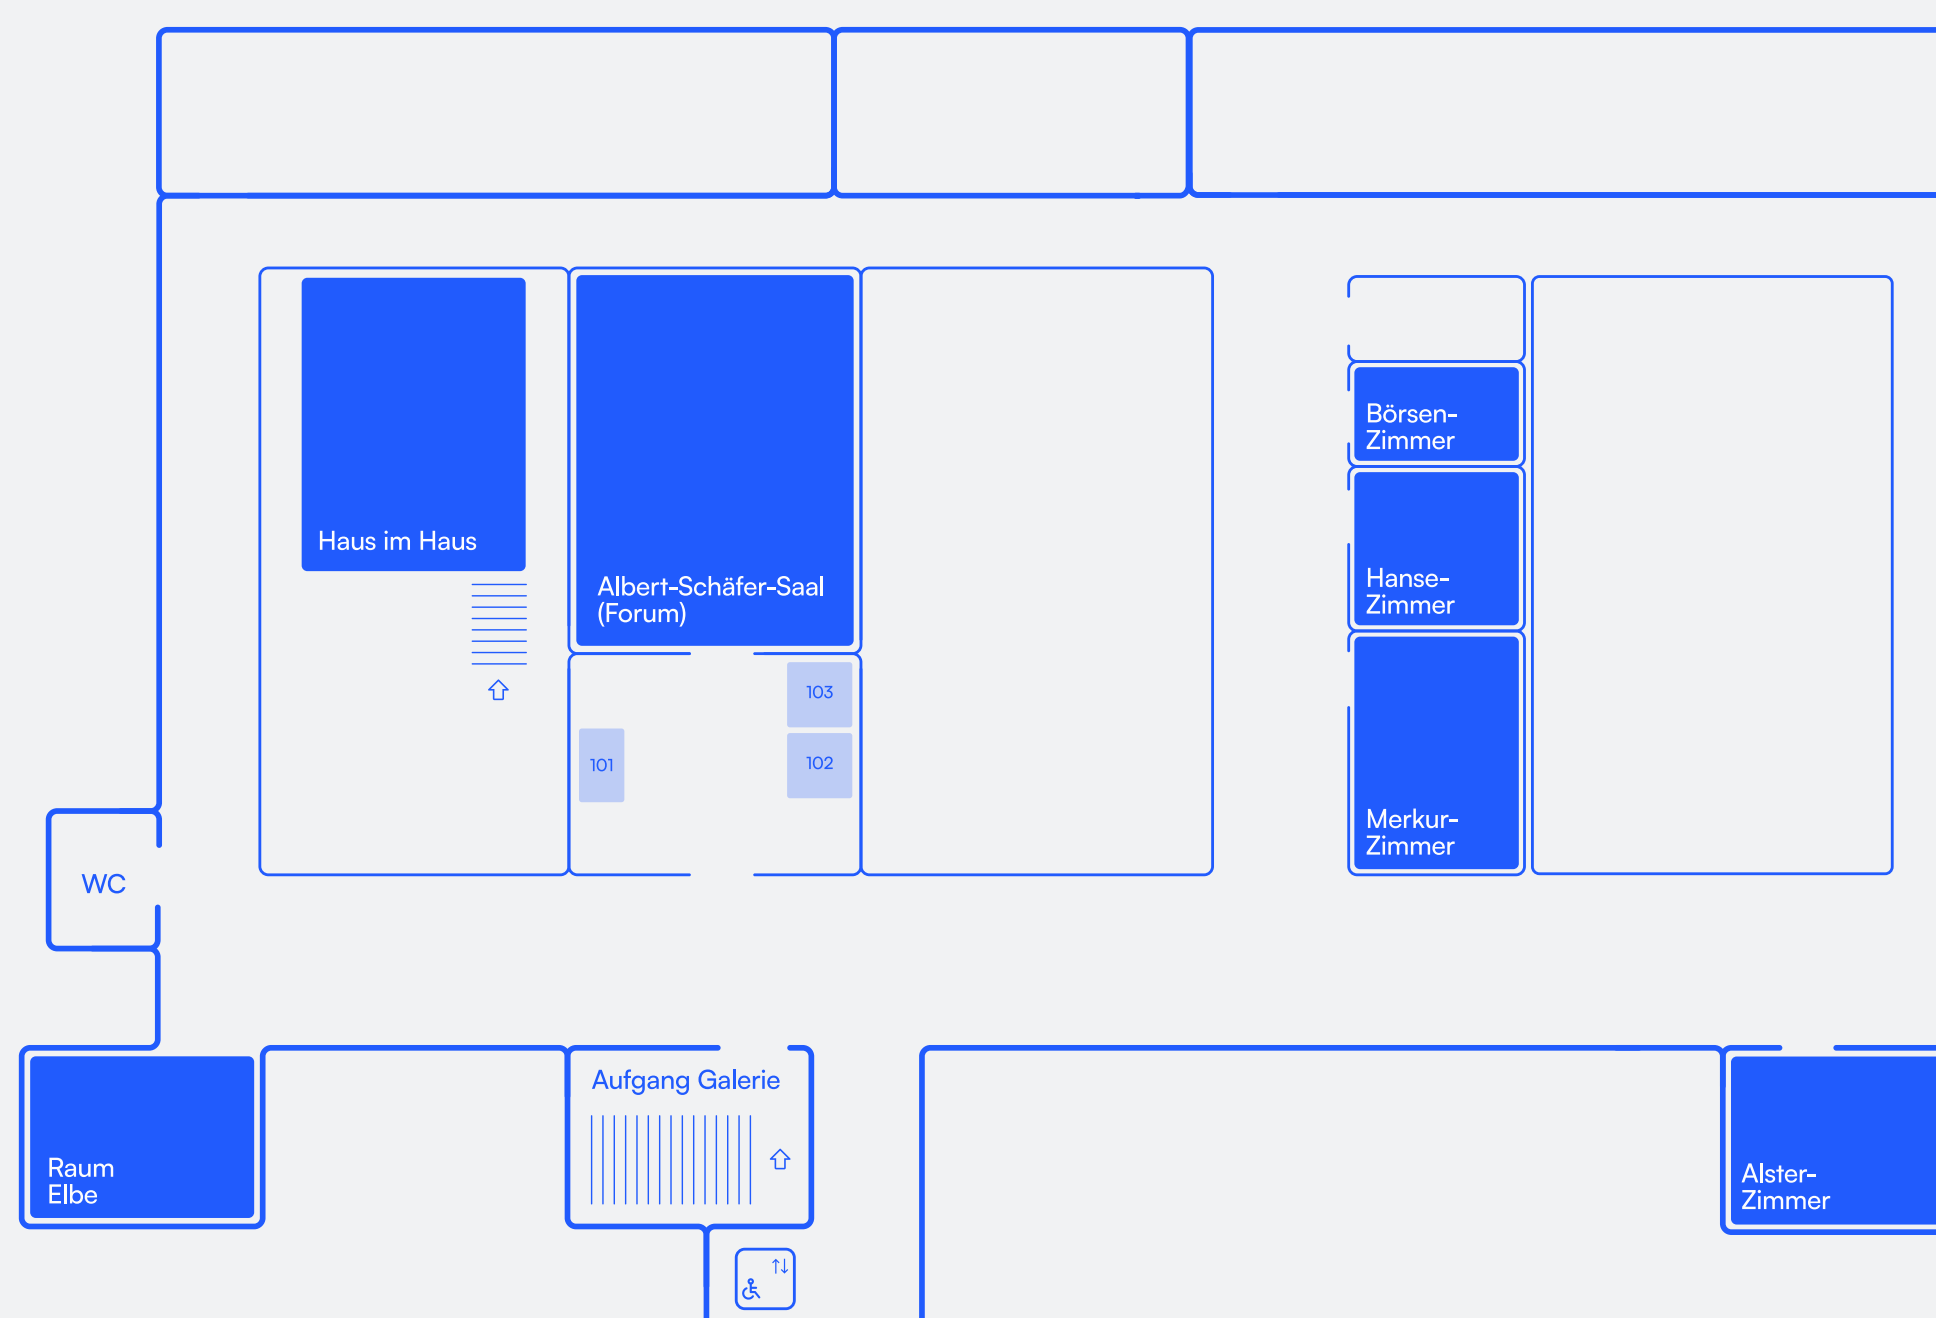 Haus im Haus
Albert-Schäfer-Saal
(Forum)
103
101
102
Börsen-
Zimmer
Hanse-
Zimmer
Merkur-
Zimmer
WC
Raum
Elbe
Aufgang Galerie
Alster-
Zimmer